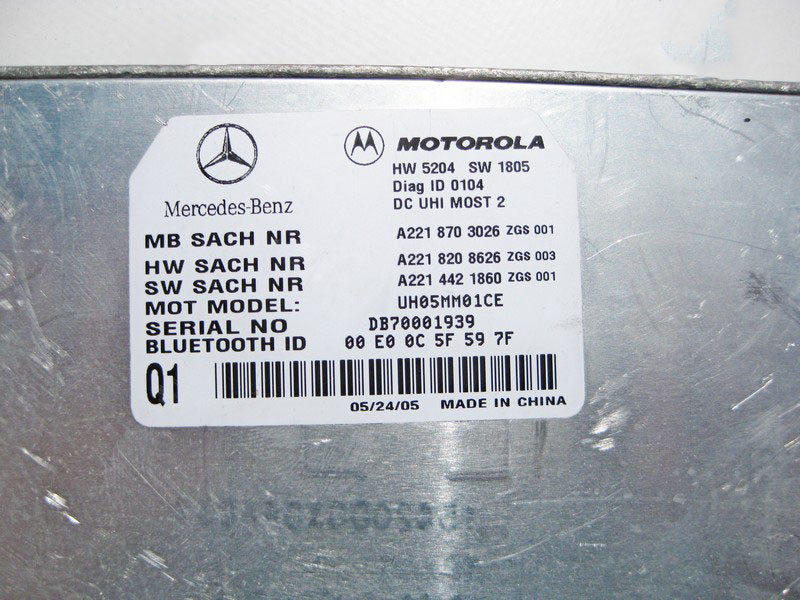 Mercedes-Benz
MOTOROLA
HW 5204 SW 1805
Diag ID 0104
DC UHI MOST 2
MB SACH NR A221 870 3026 ZGS 001
HW SACH NR A221 820 8626 ZGS 003
SW SACH NR A221 442 1860 ZGS 001
MOT MODEL: UH05MM01CE
SERIAL NO DB70001939
BLUETOOTH ID 00 E0 0C 5F 59 7F
Q1
05/24/05 MADE IN CHINA